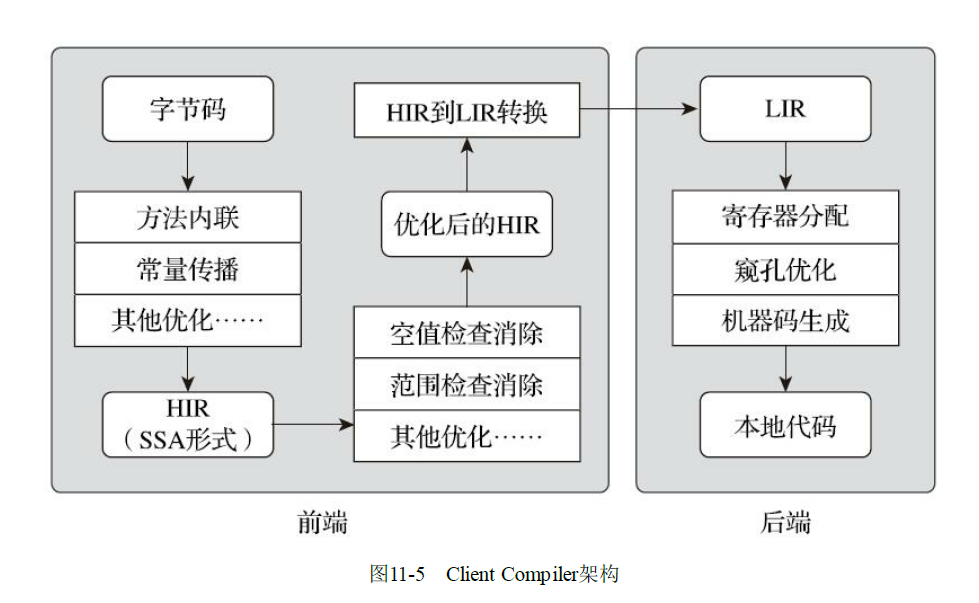 字节码
方法内联
常量传播
其他优化……
HIR
（SSA形式）
空值检查消除
范围检查消除
其他优化……
优化后的HIR
HIR到LIR转换
前端
LIR
寄存器分配
窥孔优化
机器码生成
本地代码
后端
图11-5 Client Compiler架构